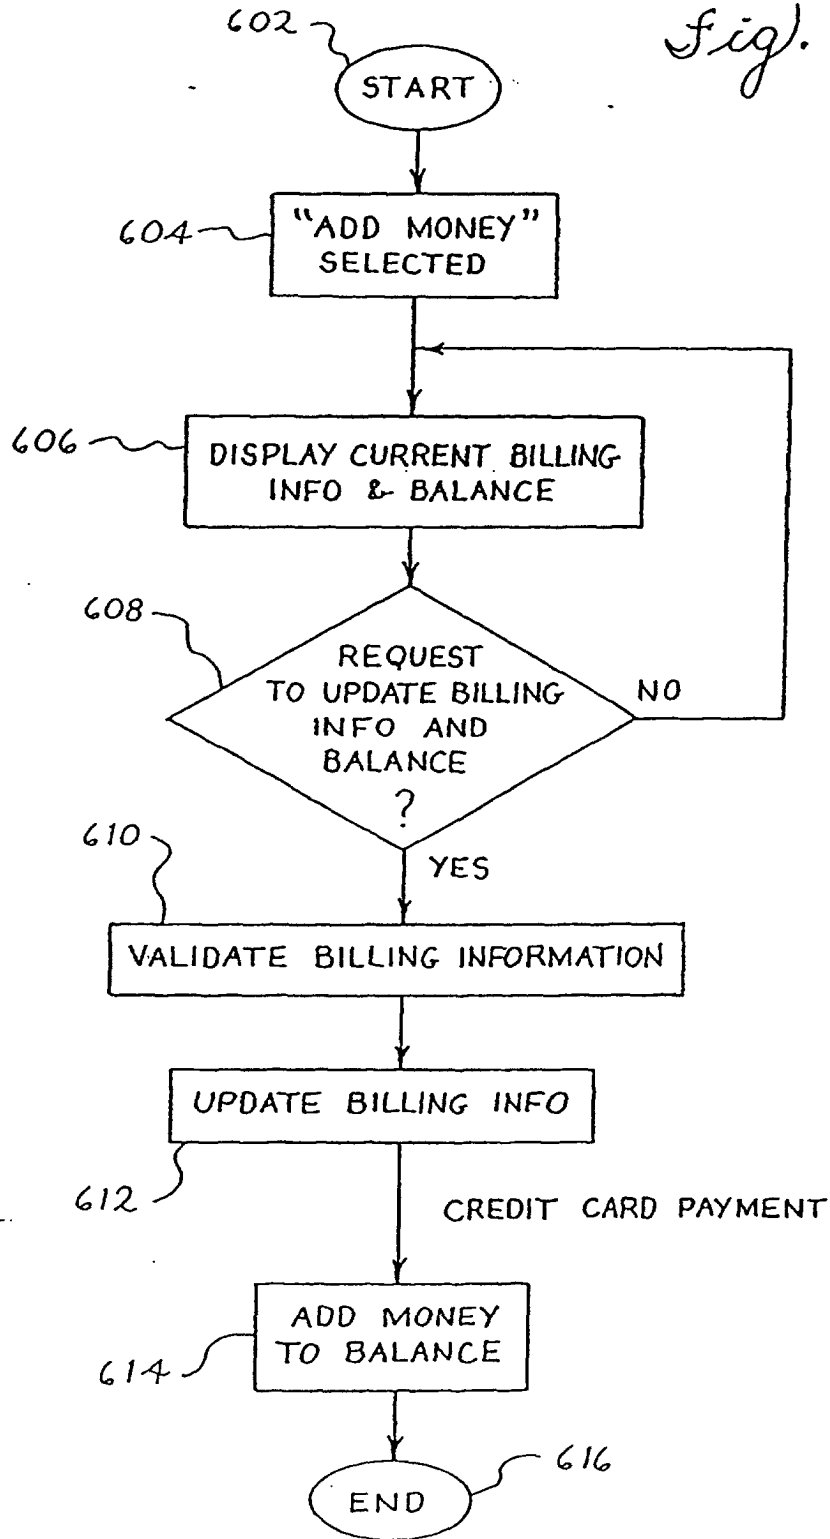 602
Fig.
START
604
"ADD MONEY"
SELECTED
606
DISPLAY CURRENT BILLING
INFO & BALANCE
608
REQUEST
TO UPDATE BILLING
INFO AND
BALANCE
?
NO
610
YES
VALIDATE BILLING INFORMATION
UPDATE BILLING INFO
612
CREDIT CARD PAYMENT
ADD MONEY
TO BALANCE
614
616
END